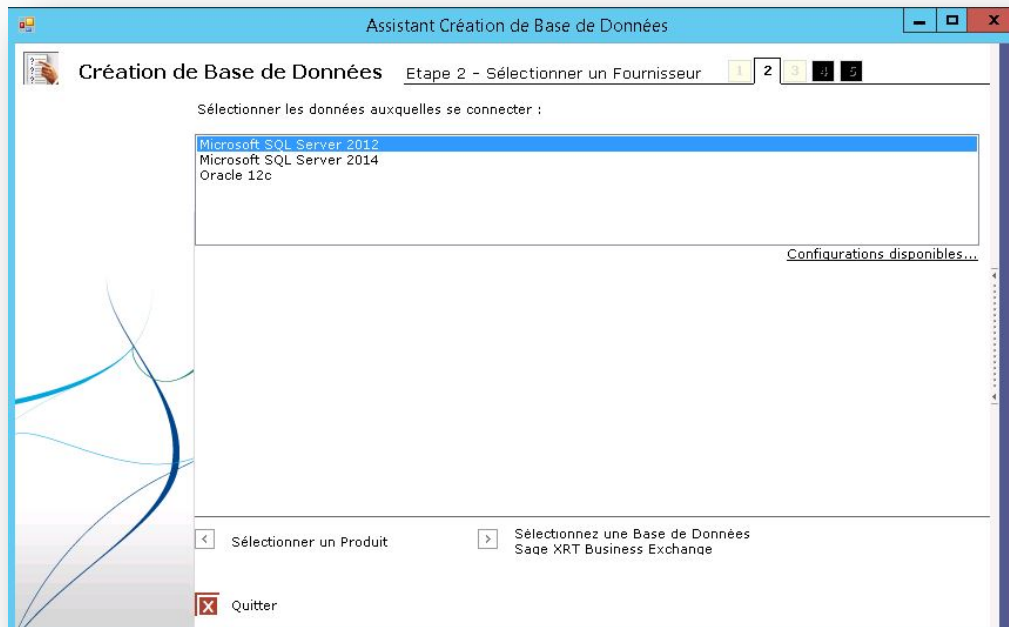 Assistant Création de Base de Données
Création de Base de Données Etape 2 - Sélectionner un Fournisseur 1 2 3 4 5
Sélectionner les données auxquelles se connecter :
Microsoft SQL Server 2012
Microsoft SQL Server 2014
Oracle 12c
Configurations disponibles...
Sélectionner un Produit
Sélectionnez une Base de Données
Sage XRT Business Exchange
Quitter